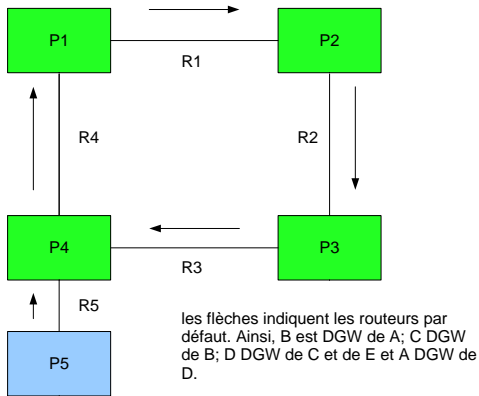 P1
P2
R1
R4
R2
P4
P3
R3
R5
P5
les flèches indiquent les routeurs par
défaut. Ainsi, B est DGW de A; C DGW
de B; D DGW de C et de E et A DGW de
D.